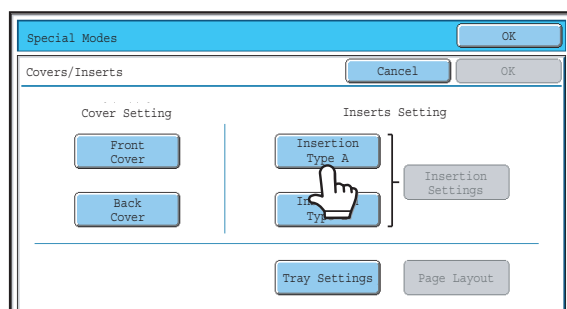 Special Modes
OK
Covers/Inserts
Cancel
OK
Cover Setting
Inserts Setting
Front
Cover
Insertion
Type A
Insertion
Settings
Back
Cover
Tray Settings
Page Layout